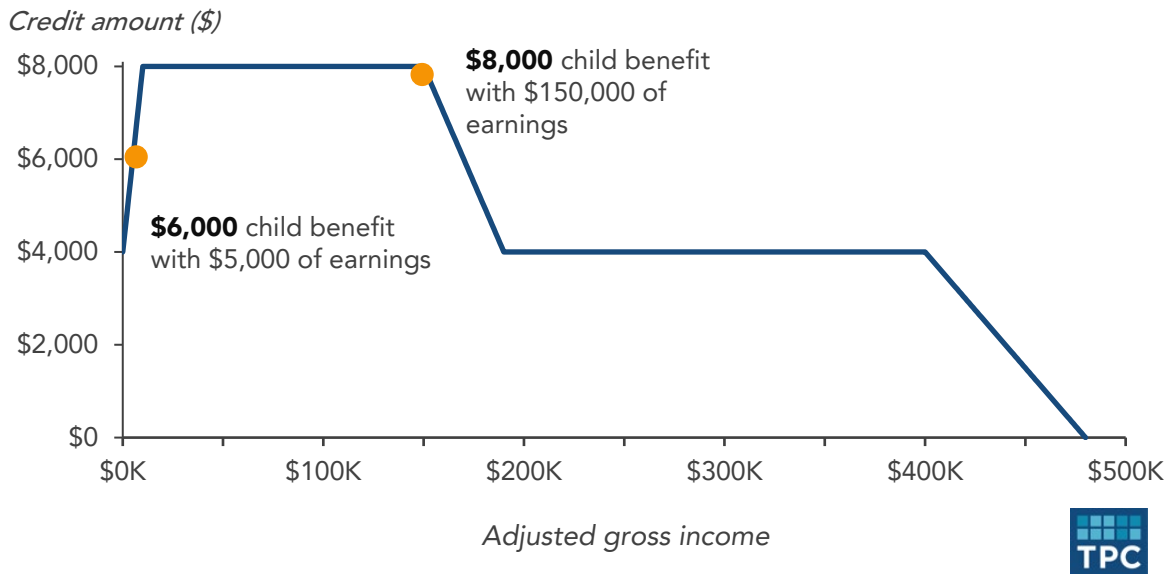 Credit amount ($)
$8,000
$8,000 child benefit
with $150,000 of
earnings
$6,000
$6,000 child benefit
with $5,000 of earnings
$4,000
$2,000
$0
$0K
$100K
$200K
$300K
$400K
$500K
Adjusted gross income
TPC